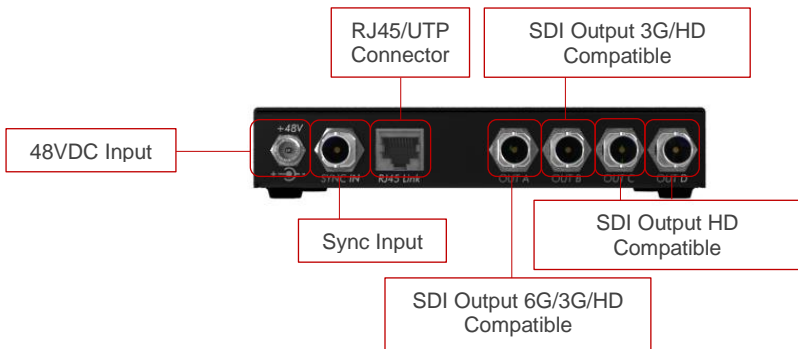 RJ45/UTP
Connector
SDI Output 3G/HD
Compatible
+48V
48VDC Input
SYNC IN
RJ45 Link
OUT A
OUT B
OUT C
OUT D
Sync Input
SDI Output HD
Compatible
SDI Output 6G/3G/HD
Compatible